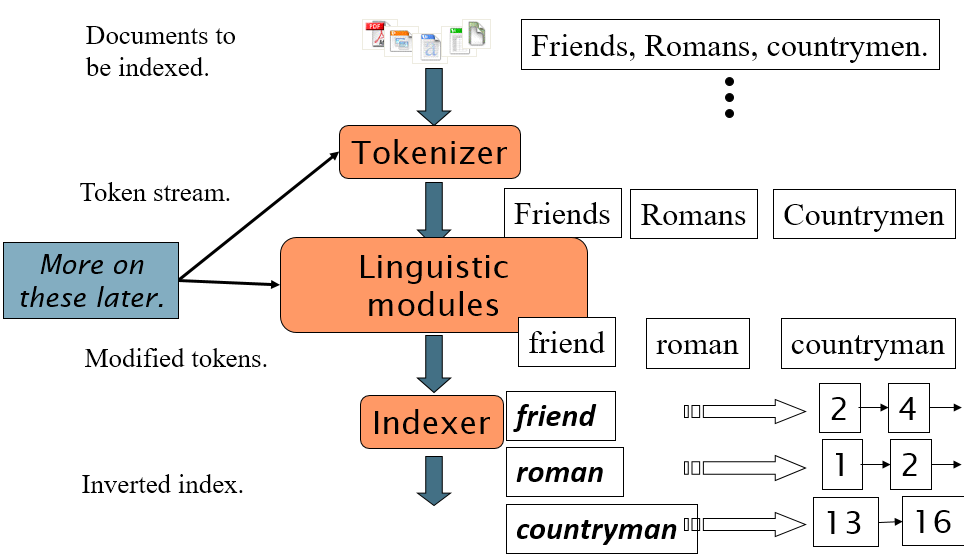 Documents to
be indexed.
PDF
Friends, Romans, countrymen.
Tokenizer
Token stream.
Friends
Romans
Countrymen
More on
these later.
Linguistic
modules
friend
roman
countryman
Modified tokens.
Indexer
friend
2
4
roman
1
2
Inverted index.
countryman
13
16